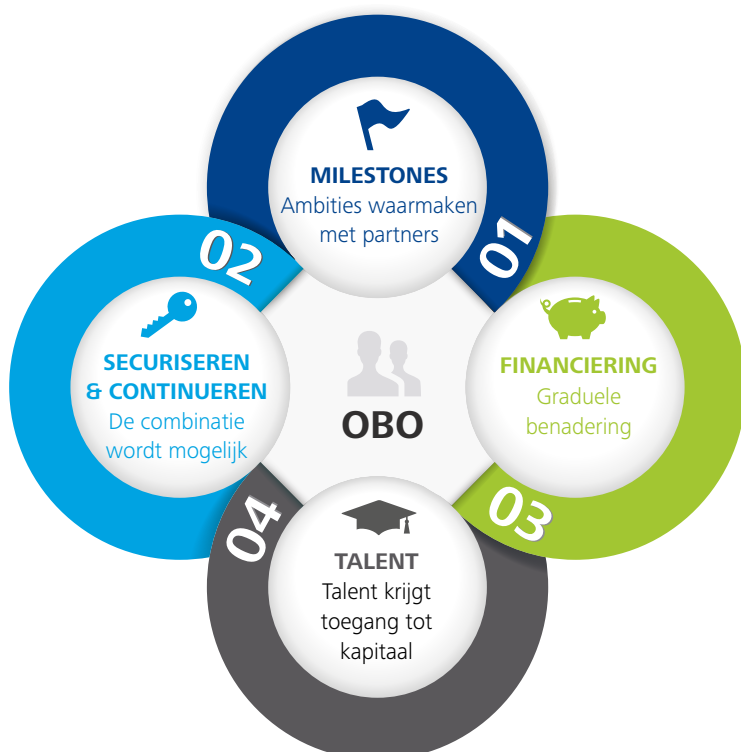 MILESTONES
Ambities waarmaken
met partners
01
02
SECURISEREN
& CONTINUEREN
De combinatie
wordt mogelijk
OBO
FINANCIERING
Graduele
benadering
03
04
TALENT
Talent krijgt
toegang tot
kapitaal